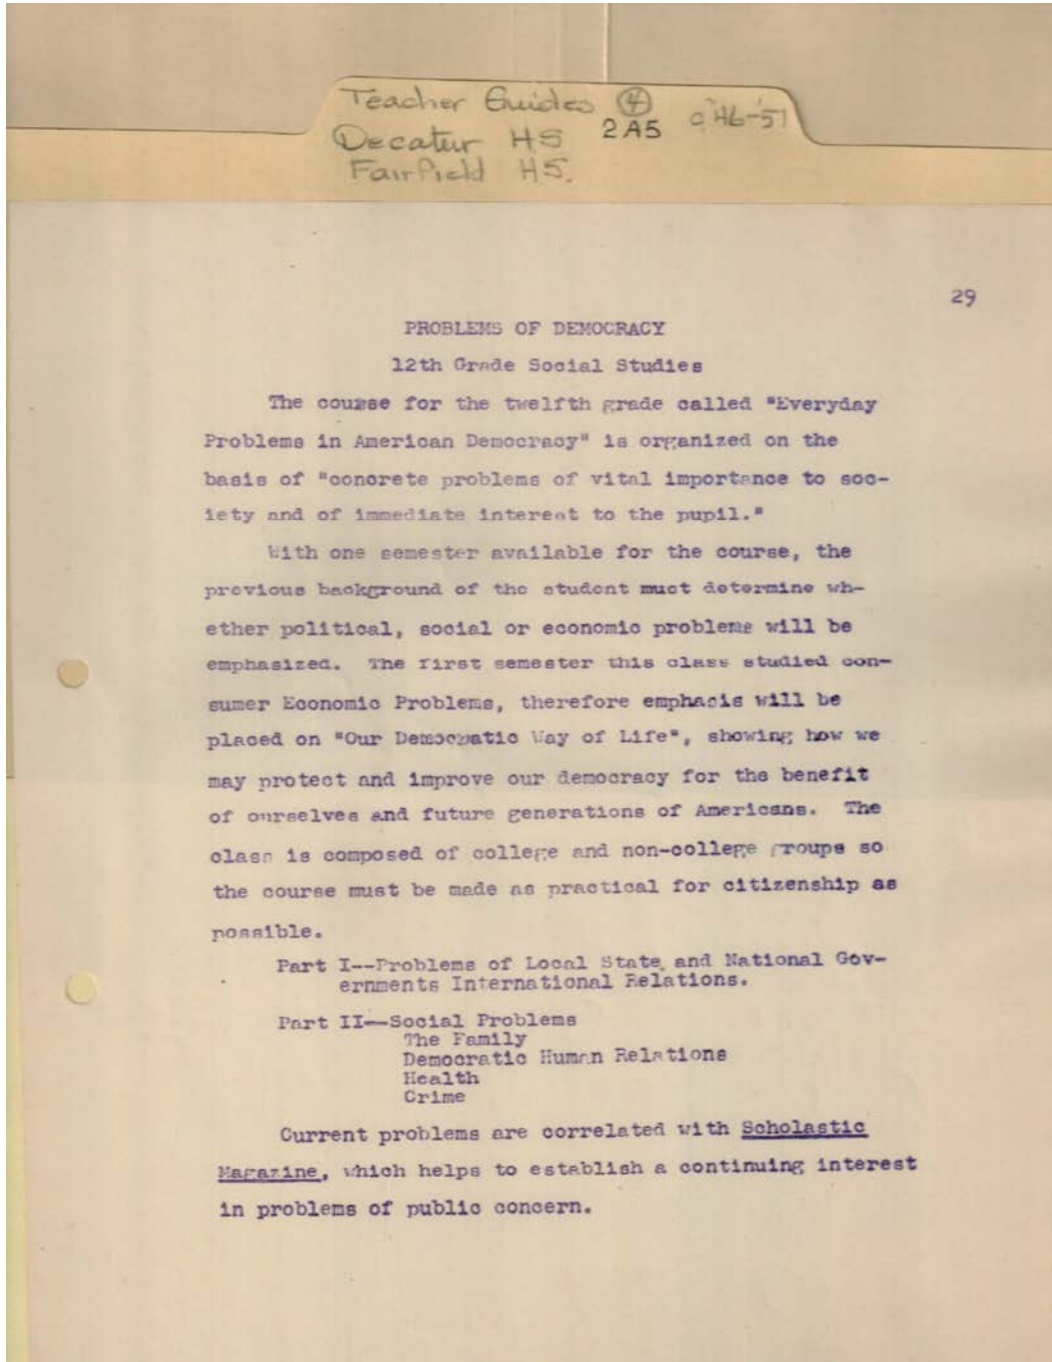 Teacher Guides ④
2A5
c '46-'51
Decatur HS
Fairfield HS.
29
PROBLEMS OF DEMOCRACY
12th Grade Social Studies
The course for the twelfth grade called "Everyday
Problems in American Democracy" is organized on the
basis of "concrete problems of vital importance to soc-
iety and of immediate interest to the pupil."
With one semester available for the course, the
previous background of the student must determine wh-
ether political, social or economic problems will be
emphasized. The first semester this class studied con-
sumer Economic Problems, therefore emphasis will be
placed on "Our Democratic Way of Life", showing how we
may protect and improve our democracy for the benefit
of ourselves and future generations of Americans. The
class is composed of college and non-college groups so
the course must be made as practical for citizenship as
possible.
Part I--Problems of Local State and National Gov-
ernments International Relations.
Part II--Social Problems
The Family
Democratic Human Relations
Health
Crime
Current problems are correlated with Scholastic
Magazine, which helps to establish a continuing interest
in problems of public concern.